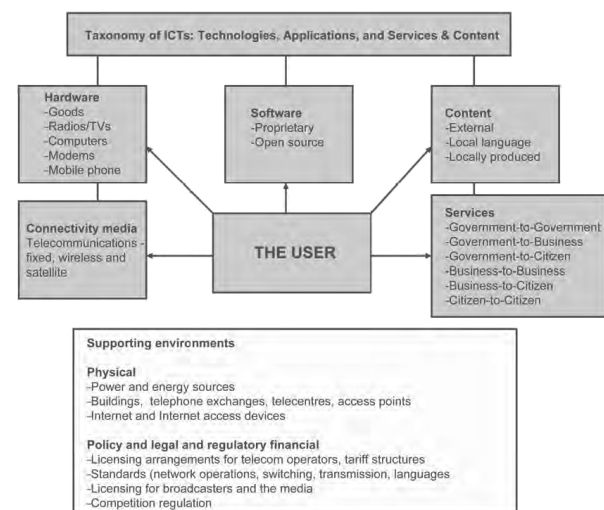 Taxonomy of ICTs: Technologies, Applications, and Services & Content
Hardware
-Goods
-Radios/TVs
-Computers
-Modems
-Mobile phone
Software
-Proprietary
-Open source
Content
-External
-Local language
-Locally produced
Connectivity media
Telecommunications -
fixed, wireless and
satellite
THE USER
Services
-Government-to-Government
-Government-to-Business
-Government-to-Citizen
-Business-to-Business
-Business-to-Citizen
-Citizen-to-Citizen
Supporting environments
Physical
-Power and energy sources
-Buildings, telephone exchanges, telecentres, access points
-Internet and Internet access devices
Policy and legal and regulatory financial
-Licensing arrangements for telecom operators, tariff structures
-Standards (network operations, switching, transmission, languages
-Licensing for broadcasters and the media
-Competition regulation